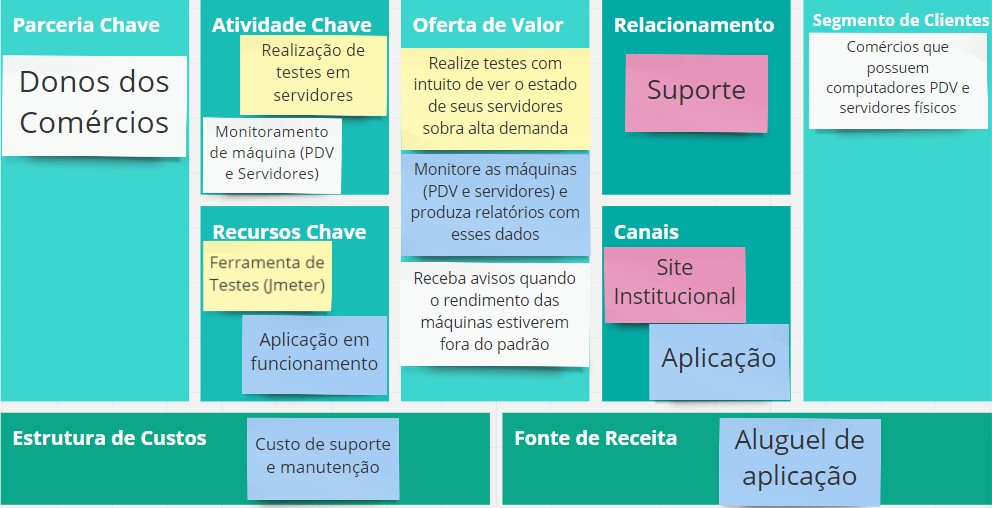 Parceria Chave
Donos dos
Comércios
Atividade Chave
Realização de
testes em
servidores
Monitoramento
de máquina (PDV
e Servidores)
Recursos Chave
Ferramenta de
Testes (Jmeter)
Aplicação em
funcionamento
Oferta de Valor
Realize testes com
intuito de ver o estado
de seus servidores
sobra alta demanda
Monitore as máquinas
(PDV e servidores) e
produza relatórios com
esses dados
Receba avisos quando
o rendimento das
máquinas estiverem
fora do padrão
Relacionamento
Suporte
Canais
Site
Institucional
Aplicação
Segmento de Clientes
Comércios que
possuem
computadores PDV e
servidores físicos
Estrutura de Custos
Custo de suporte
e manutenção
Fonte de Receita
Aluguel de
aplicação